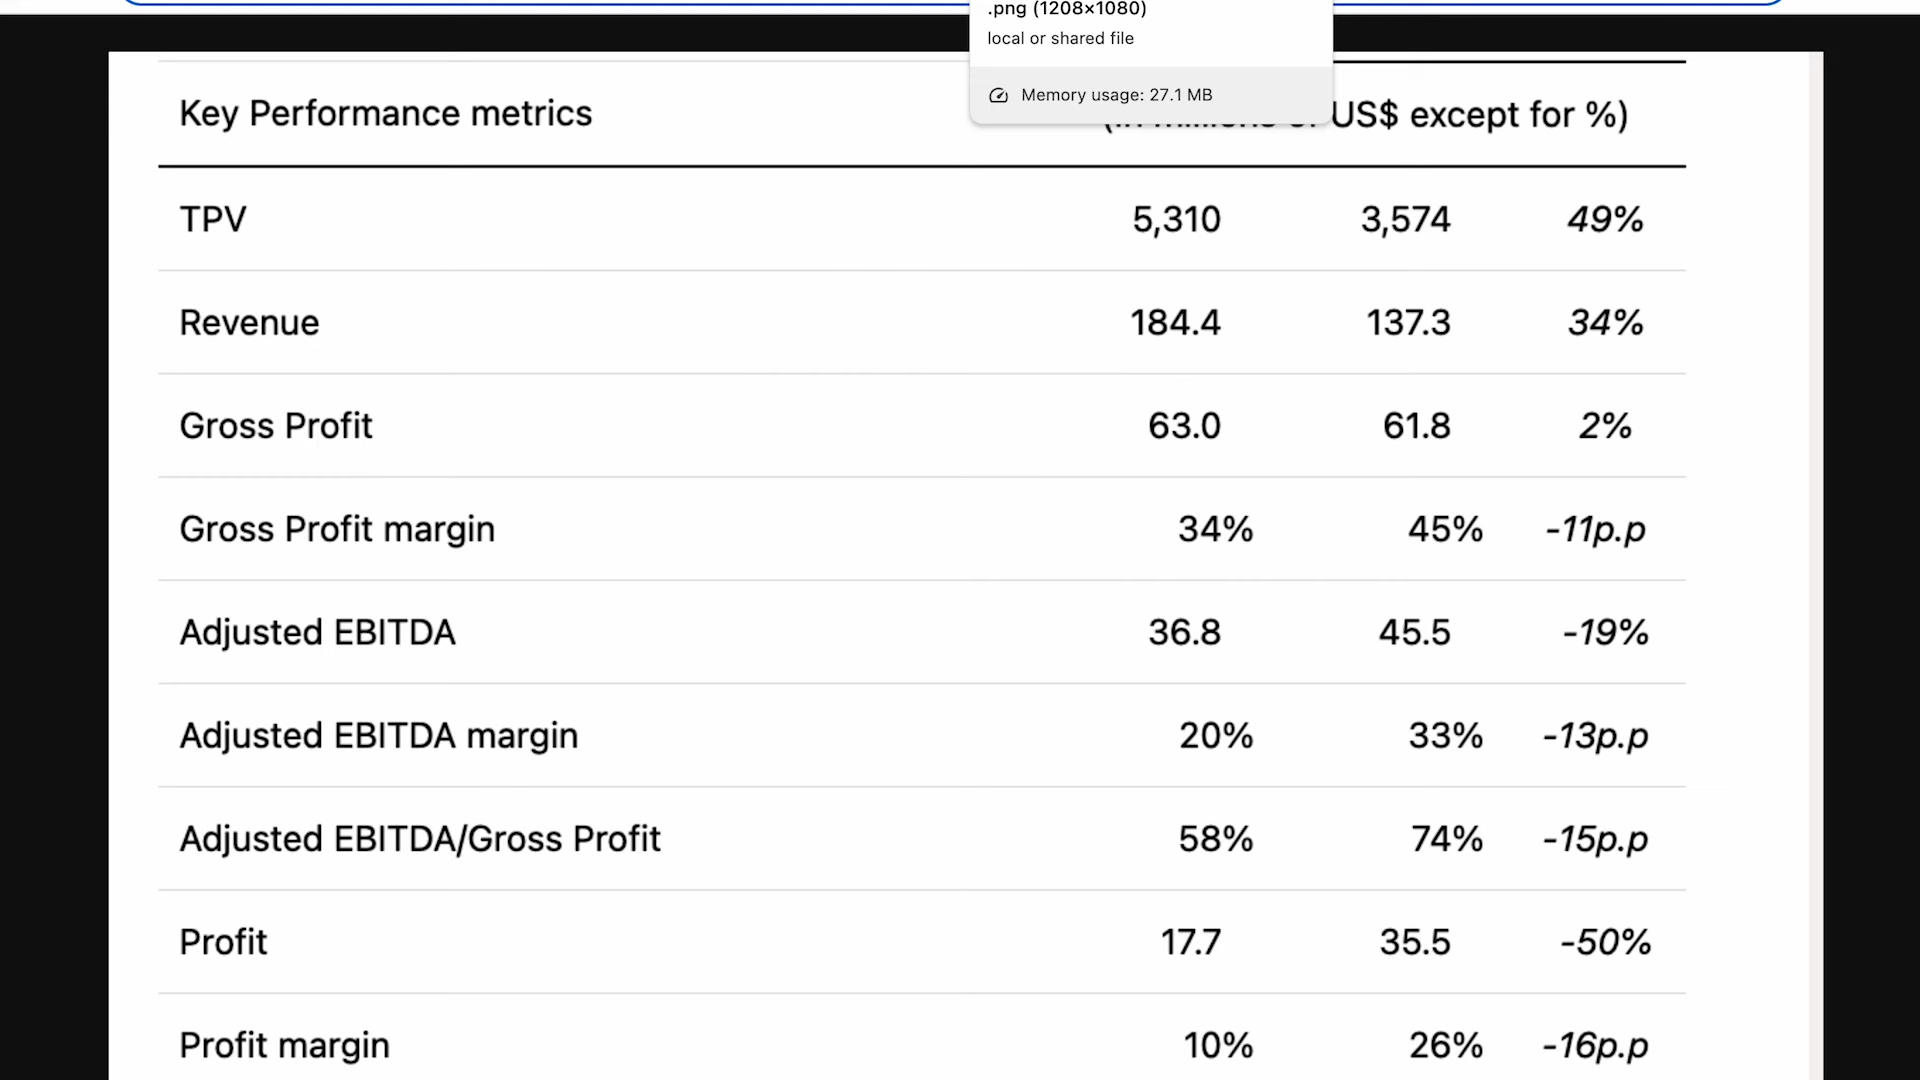 .png (1208×1080)
local or shared file
Memory usage: 27.1 MB
Key Performance metrics US$ except for %)
TPV 5,310 3,574 49%
Revenue 184.4 137.3 34%
Gross Profit 63.0 61.8 2%
Gross Profit margin 34% 45% -11p.p
Adjusted EBITDA 36.8 45.5 -19%
Adjusted EBITDA margin 20% 33% -13p.p
Adjusted EBITDA/Gross Profit 58% 74% -15p.p
Profit 17.7 35.5 -50%
Profit margin 10% 26% -16p.p